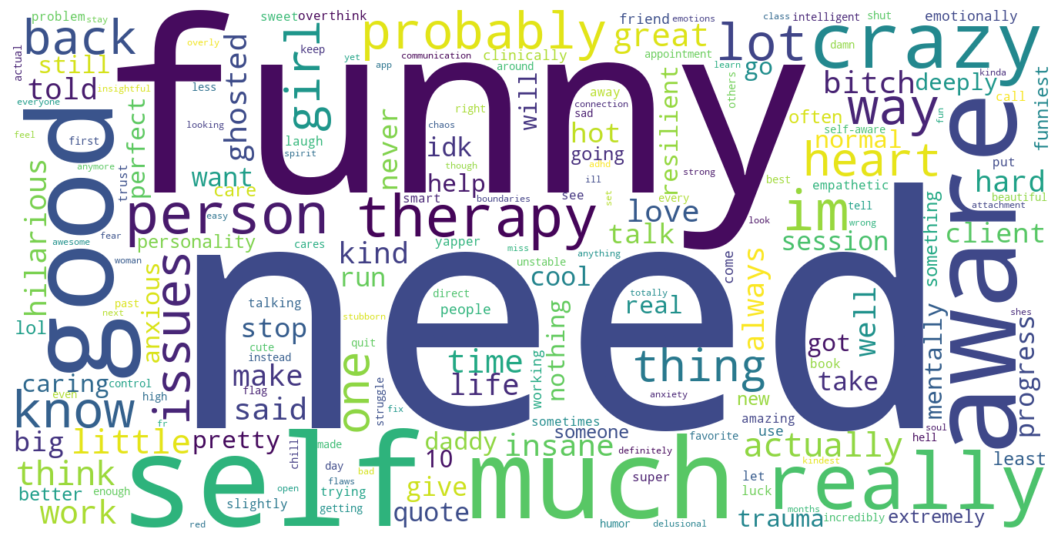 problem stay
sweet overthink
friend emotions
class intelligent shut
emotionally
back
funny
probably
great
lot
crazy
actual
still
overly
ghosted
girl
keep
yet
communication
appointment
clinically
around
damn
learn
kinda
go
bitch
deeply
told
insightful
less
app
everyone
looking
laugh
right
will
away
connection
sad
hot
resilient
others
often
self-aware
fun
call
funniest
good
feel
first
perfect
spirit
chaos
never
idk
going
adhd
normal
way
heart
put
aware
hilarious
anymore
trust
want
care
though
help
ill
smart
boundaries
see
set
strong
every
best
look
empathetic
tell
wrong
beautiful
hard
attachment
easy
awesome
fear
woman
person
therapy
love
im
personality
cares
kind
yapper
miss
anything
talk
come
session
something
client
lol
anxious
past
next
issues
run
unstable
cool
totally
real
always
shes
need
talking
stop
stubborn
direct
people
nothing
thing
got
well
mentally
progress
cute
quit
time
book
caring
control
even
instead
make
flag
struggle
life
working
anxiety
take
know
high
fr
said
one
fix
sometimes
new
amazing
soul
big
little
pretty
chill
made
daddy
insane
someone
favorite
actually
use
hell
least
think
self
day
bad
flaws
10
definitely
much
let
really
better
enough
slightly
open
trying
getting
give
super
luck
months
work
red
quote
humor
delusional
kindest
trauma
incredibly
extremely